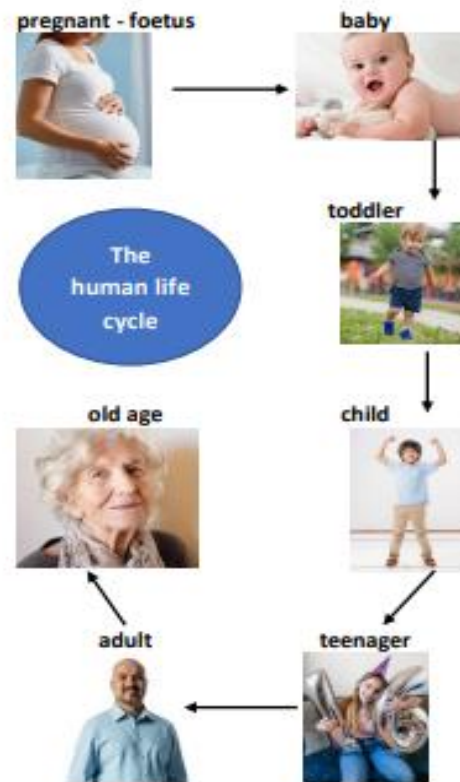 pregnant - foetus
baby
toddler
The
human life
cycle
old age
child
adult
teenager